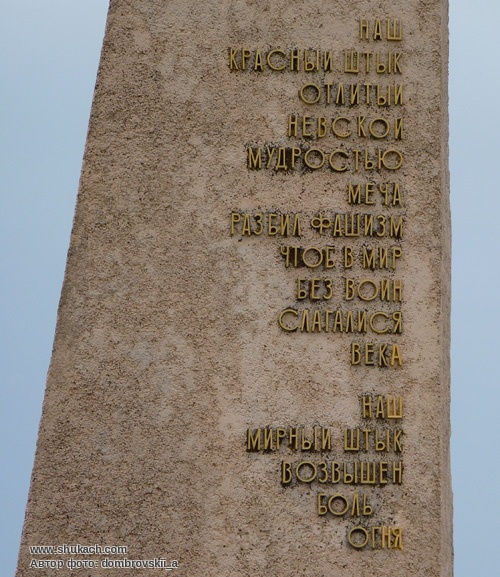 НАШ
КРАСНЫЙ ШТЫК
ОТЛИТЫЙ
НЕВСКОЙ
МУДРОСТЬЮ
МЕЧА
РАЗБИЛ ФАШИЗМ
ЧТОБ В МИР
БЕЗ ВОЙН
СЛАГАЛИСЯ
ВЕКА
НАШ
МИРНЫЙ ШТЫК
ВОЗВЫШЕН
БОЛЬ
ОГНЯ
www.shukach.com
Автор фото- dombrovskii_a